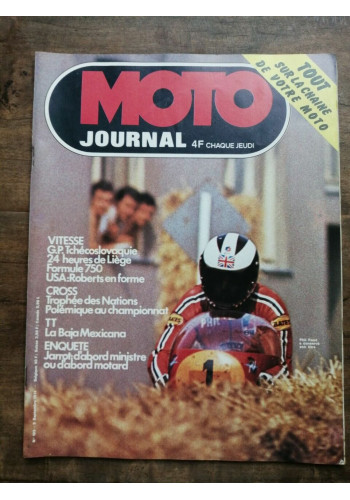 MOTO
JOURNAL 4F CHAQUE JEUDI
TOUT
SUR LA CHAINE
DE VOTRE MOTO
VITESSE
G.P. Tchécoslovaquie
24 heures de Liège
Formule 750
USA: Roberts en forme
CROSS
Trophée des Nations
Polémique au championnat
TT
La Baja Mexicana
ENQUETE
Jarrot d'abord ministre
ou d'abord motard
1